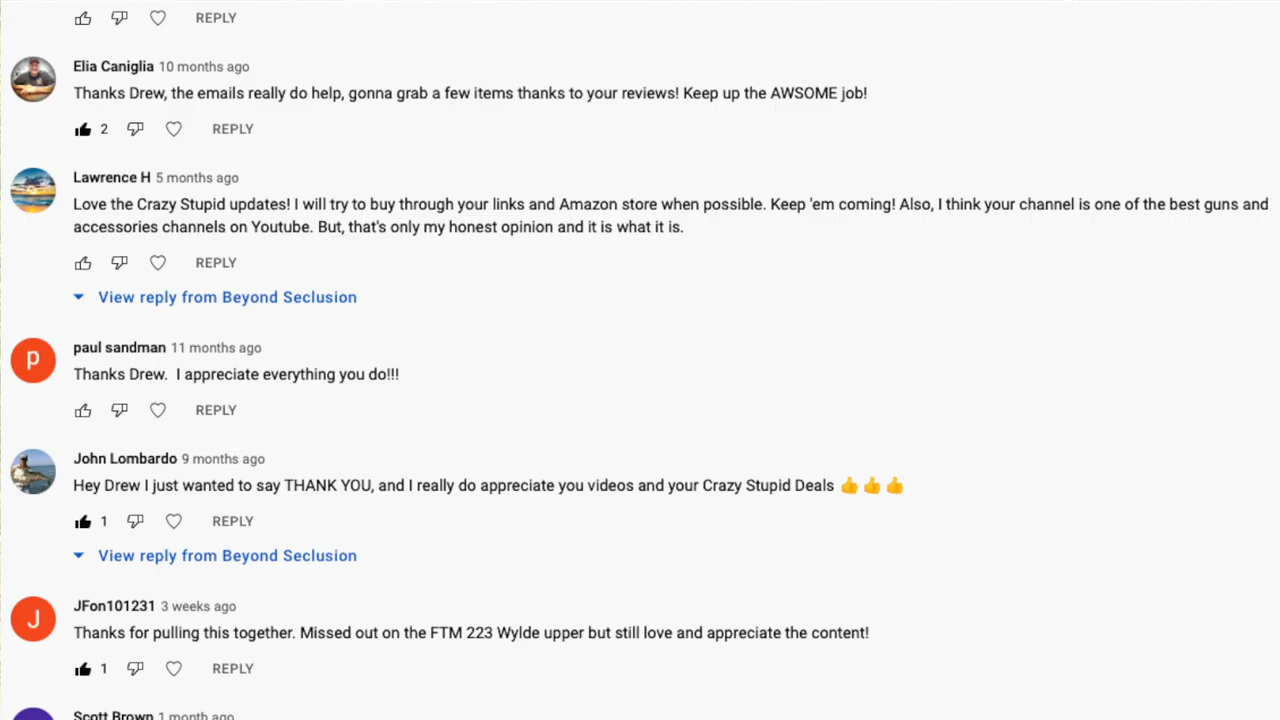 REPLY
Elia Caniglia 10 months ago
Thanks Drew, the emails really do help, gonna grab a few items thanks to your reviews! Keep up the AWSOME job!
2 REPLY
Lawrence H 5 months ago
Love the Crazy Stupid updates! I will try to buy through your links and Amazon store when possible. Keep 'em coming! Also, I think your channel is one of the best guns and
accessories channels on Youtube. But, that's only my honest opinion and it is what it is.
REPLY
View reply from Beyond Seclusion
P
paul sandman 11 months ago
Thanks Drew.  I appreciate everything you do!!!
REPLY
John Lombardo 9 months ago
Hey Drew I just wanted to say THANK YOU, and I really do appreciate you videos and your Crazy Stupid Deals 👍👍👍
1 REPLY
View reply from Beyond Seclusion
J
JFon101231 3 weeks ago
Thanks for pulling this together. Missed out on the FTM 223 Wylde upper but still love and appreciate the content!
1 REPLY
Scott Brown 1 month ago